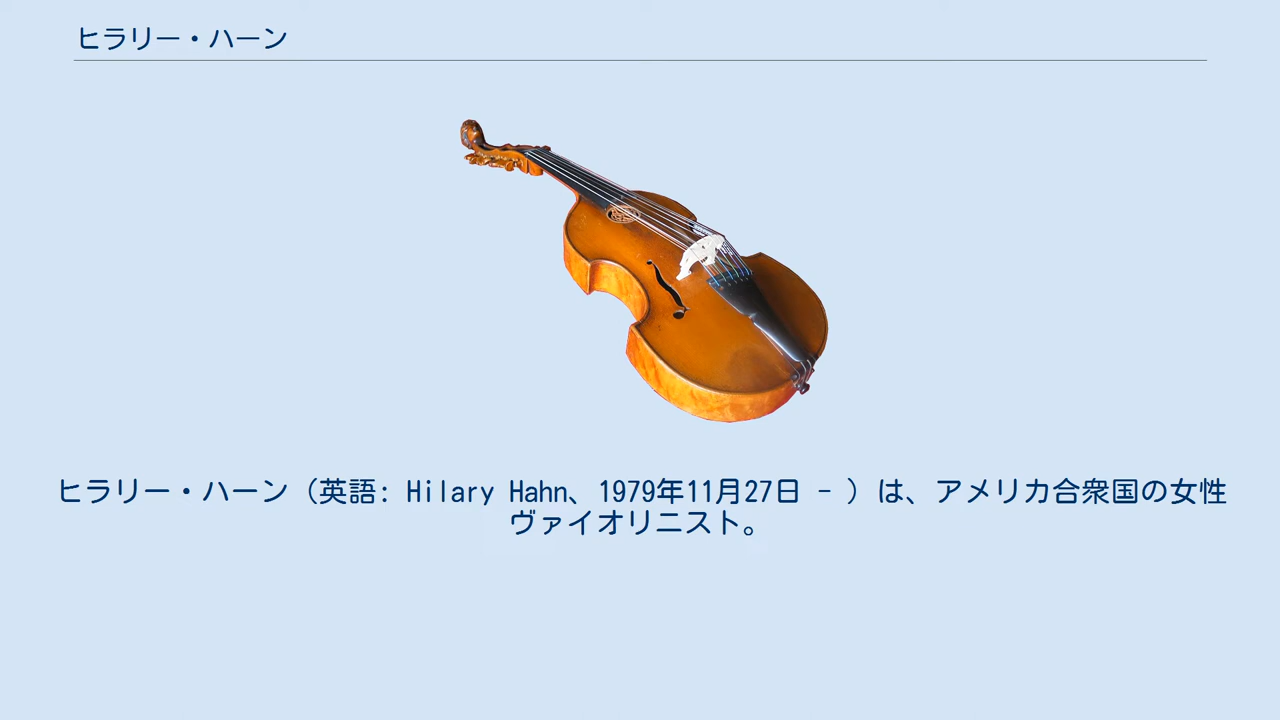 ヒラリー・ハーン
ヒラリー・ハーン（英語: Hilary Hahn、1979年11月27日 - ）は、アメリカ合衆国の女性
ヴァイオリニスト。